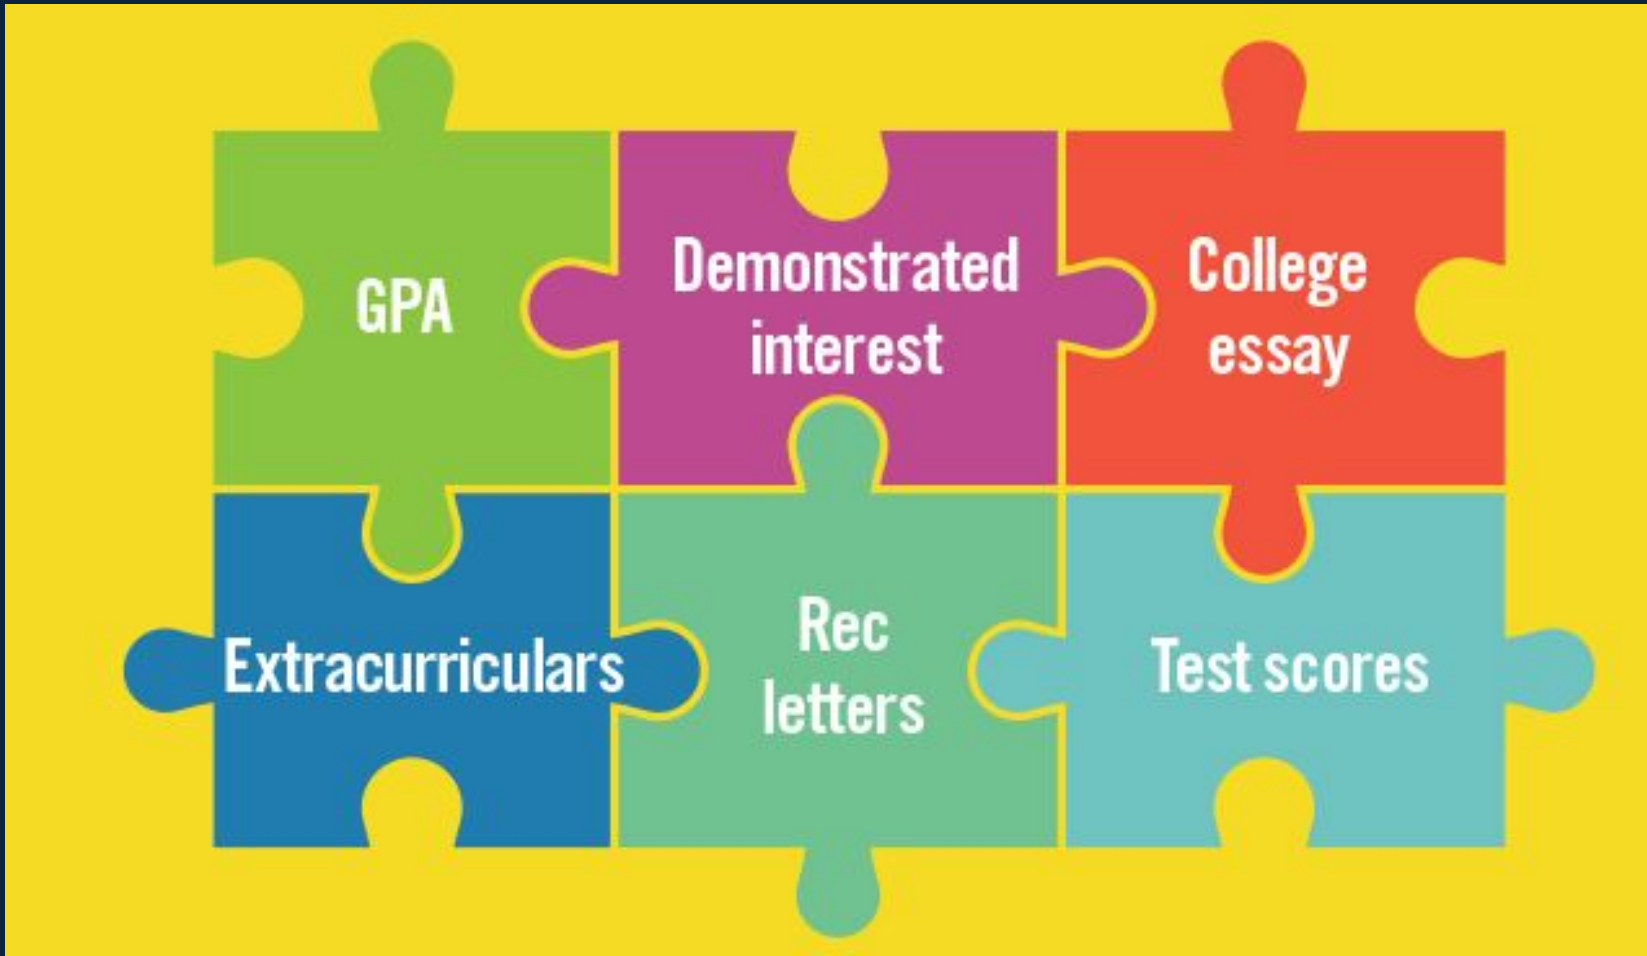 GPA
Demonstrated
interest
College
essay
Extracurriculars
Rec
letters
Test scores